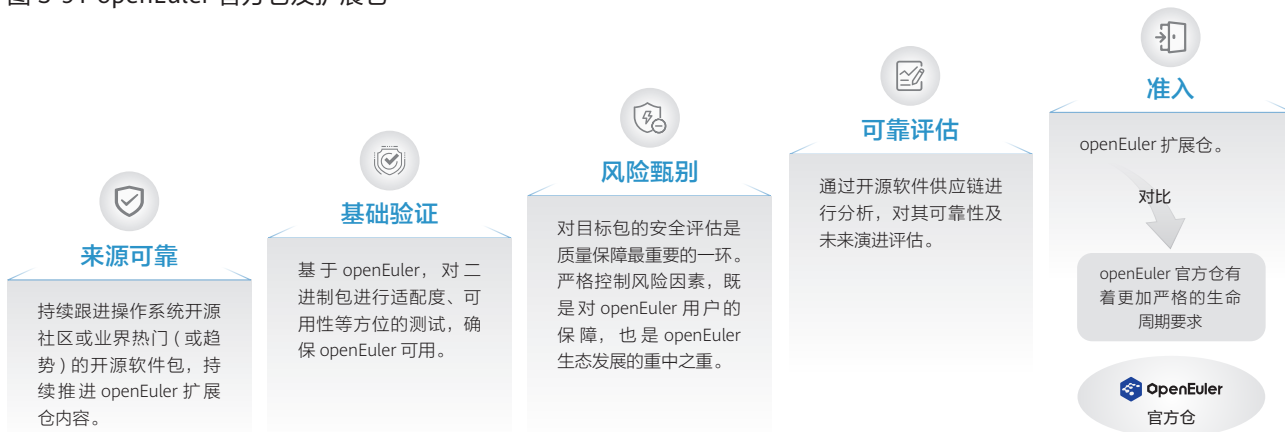 来源可靠
持续跟进操作系统开源
社区或业界热门 ( 或趋
势 ) 的开源软件包，持
续推进 openEuler 扩展
仓内容。
基础验证
基于 openEuler，对二
进制包进行适配度、可
用性等方位的测试，确
保 openEuler 可用。
风险甄别
对目标包的安全评估是
质量保障最重要的一环。
严格控制风险因素，既
是对 openEuler 用户的
保障，也是 openEuler
生态发展的重中之重。
可靠评估
通过开源软件供应链进
行分析，对其可靠性及
未来演进评估。
准入
openEuler 扩展仓。
对比
openEuler 官方仓有
着更加严格的生命
周期要求
OpenEuler
官方仓